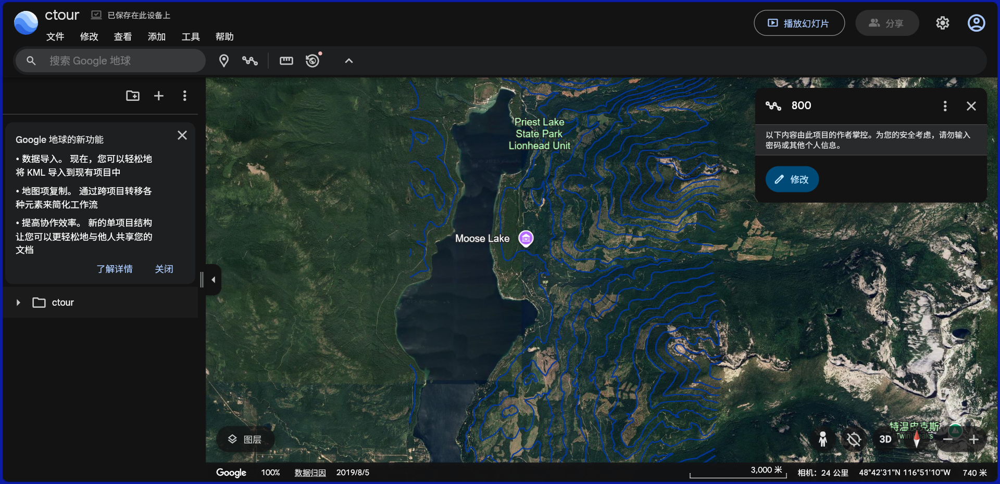 ctour
已保存在此设备上
文件 修改 查看 添加 工具 帮助
播放幻灯片
分享
搜索 Google 地球
Google 地球的新功能
• 数据导入。 现在，您可以轻松地
将 KML 导入到现有项目中
• 地图项复制。 通过跨项目转移各
种元素来简化工作流
• 提高协作效率。 新的单项目结构
让您可以更轻松地与他人共享您的
文档
了解详情 关闭
ctour
Priest Lake
State Park
Lionhead Unit
Moose Lake
800
以下内容由此项目的作者掌控。为您的安全考虑，请勿输入
密码或其他个人信息。
修改
特温皮克斯
图层
3D
Google 100% 数据归因 2019/8/5
3,000 米
相机：24 公里 48°42'31"N 116°51'10"W 740 米